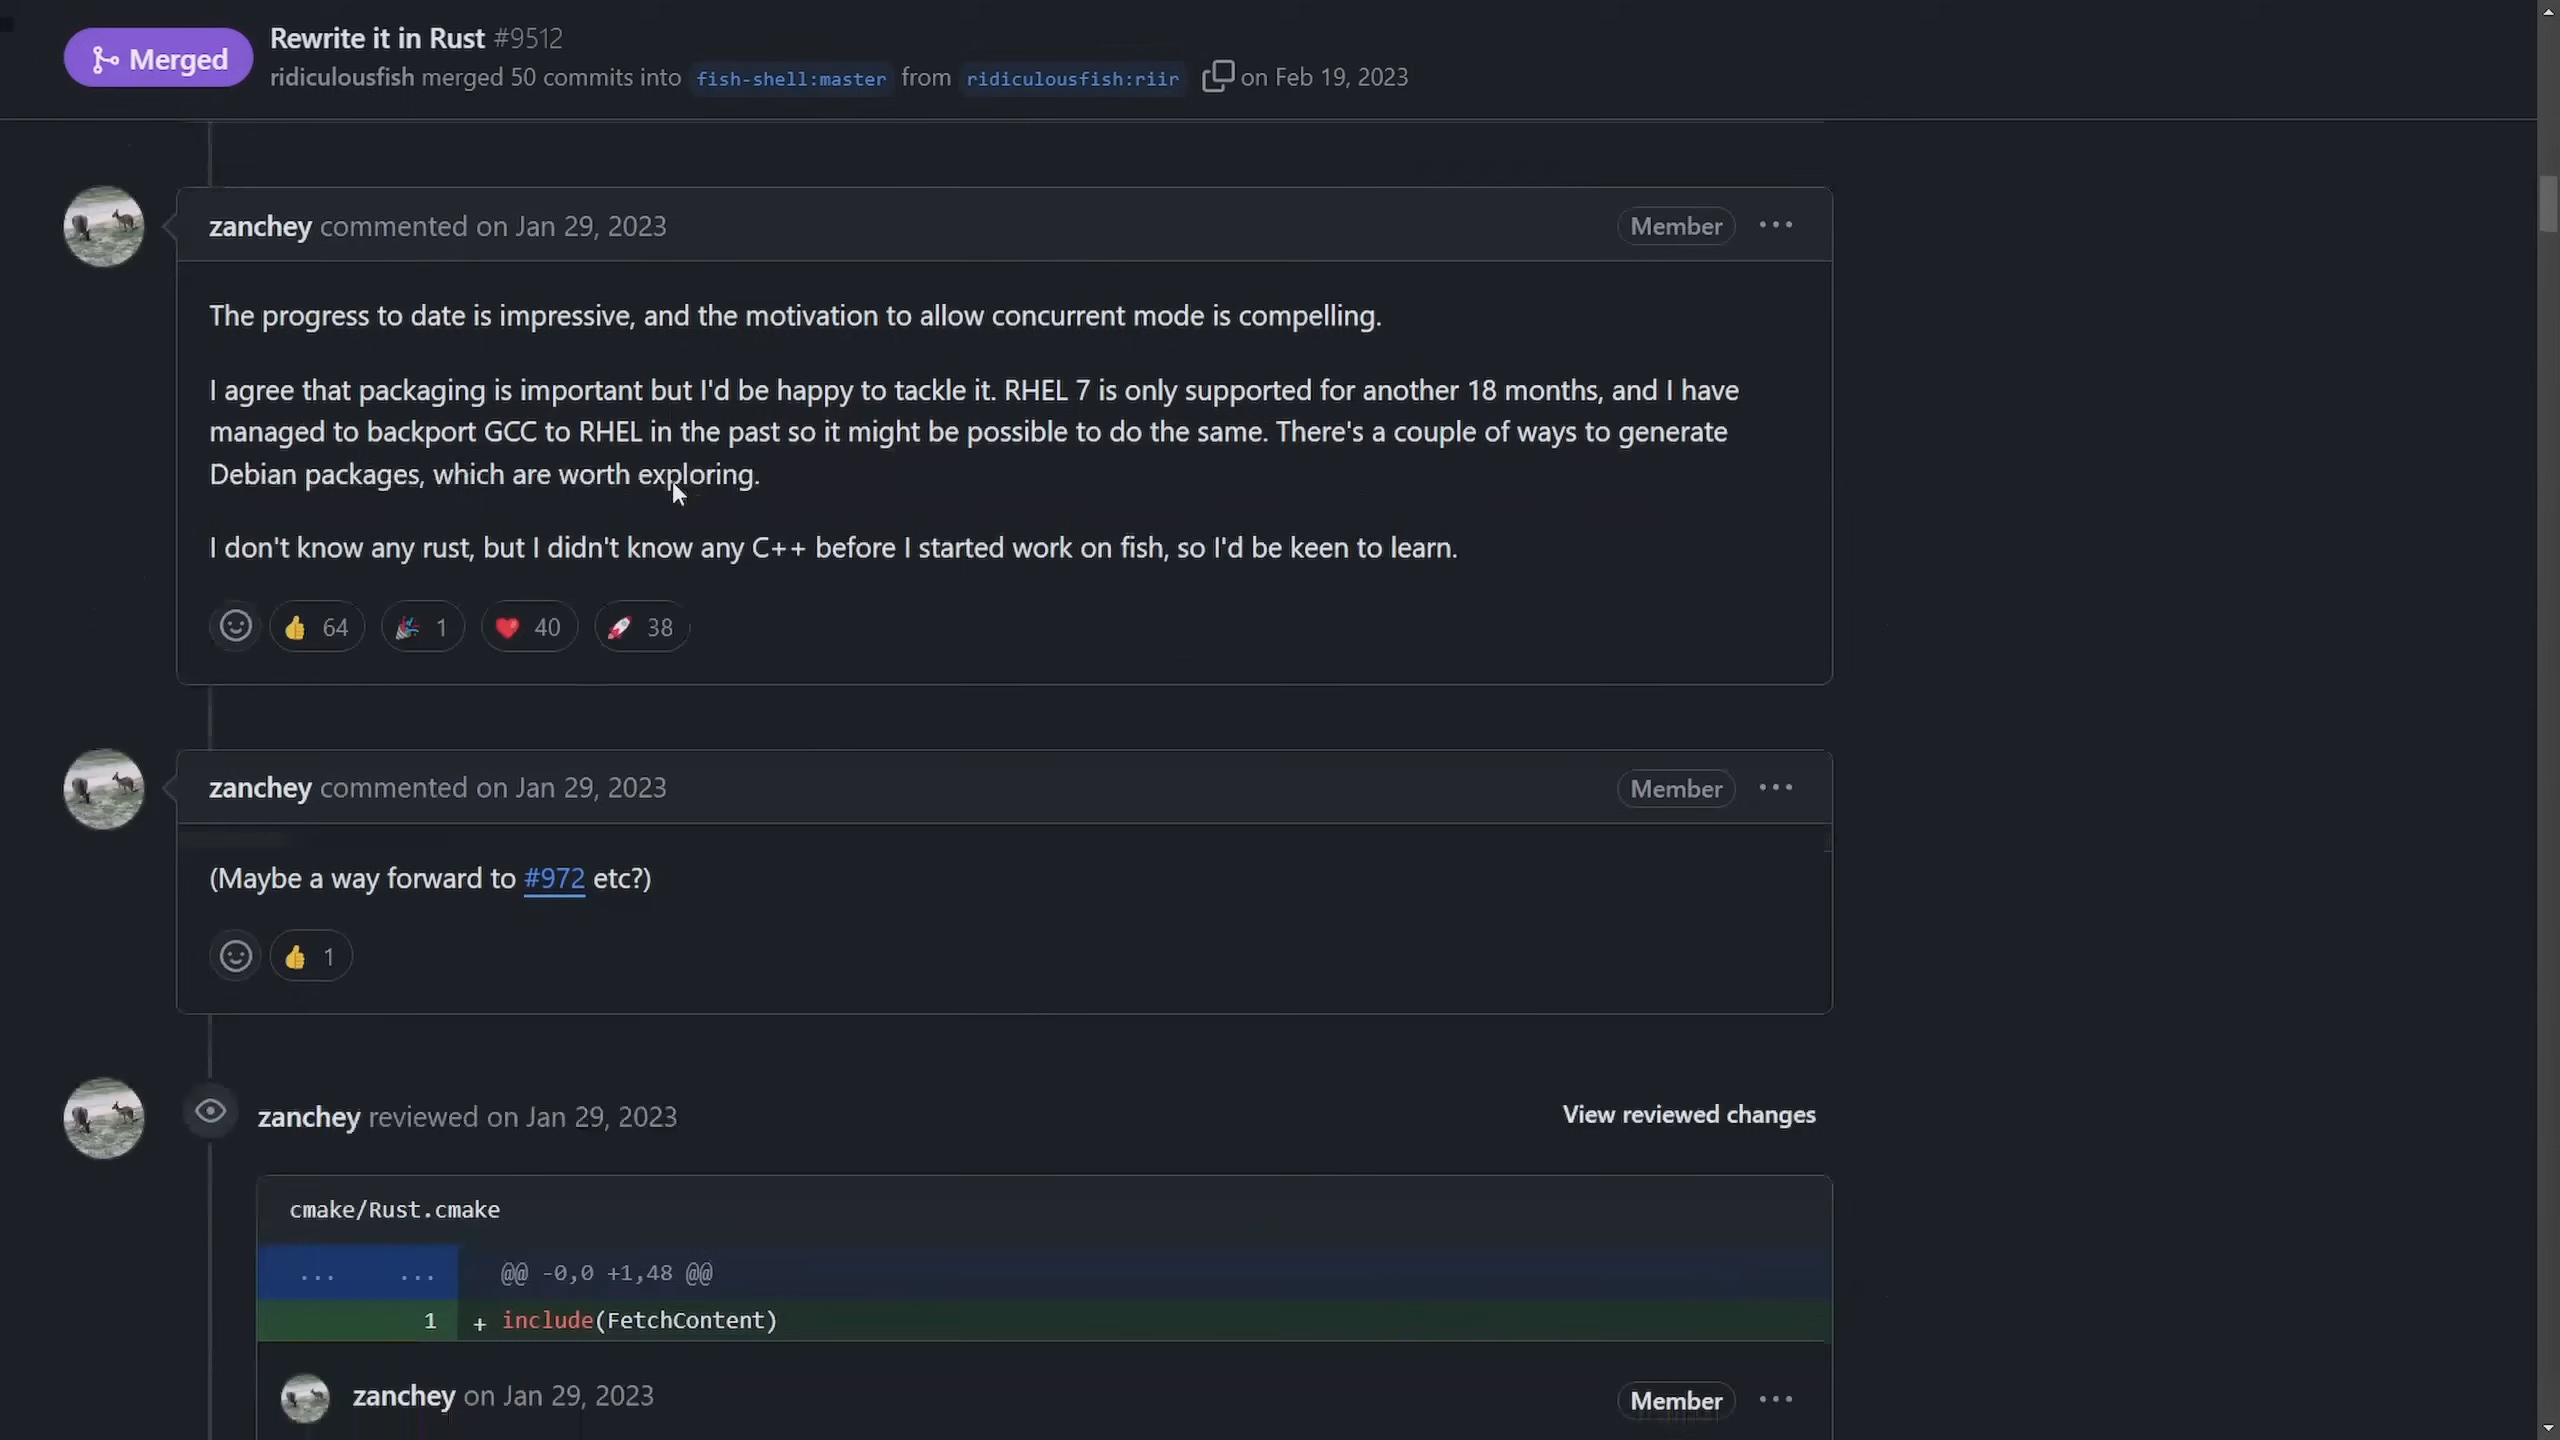 Merged
Rewrite it in Rust #9512
ridiculousfish merged 50 commits into fish-shell:master from ridiculousfish:riir on Feb 19, 2023
zanchey commented on Jan 29, 2023 Member ...
The progress to date is impressive, and the motivation to allow concurrent mode is compelling.
I agree that packaging is important but I'd be happy to tackle it. RHEL 7 is only supported for another 18 months, and I have
managed to backport GCC to RHEL in the past so it might be possible to do the same. There's a couple of ways to generate
Debian packages, which are worth exploring.
I don't know any rust, but I didn't know any C++ before I started work on fish, so I'd be keen to learn.
👍 64 🎉 1 ❤️ 40 🚀 38
zanchey commented on Jan 29, 2023 Member ...
(Maybe a way forward to #972 etc?)
👍 1
zanchey reviewed on Jan 29, 2023 View reviewed changes
cmake/Rust.cmake
... ... @@ -0,0 +1,48 @@
1 + include(FetchContent)
zanchey on Jan 29, 2023 Member ...